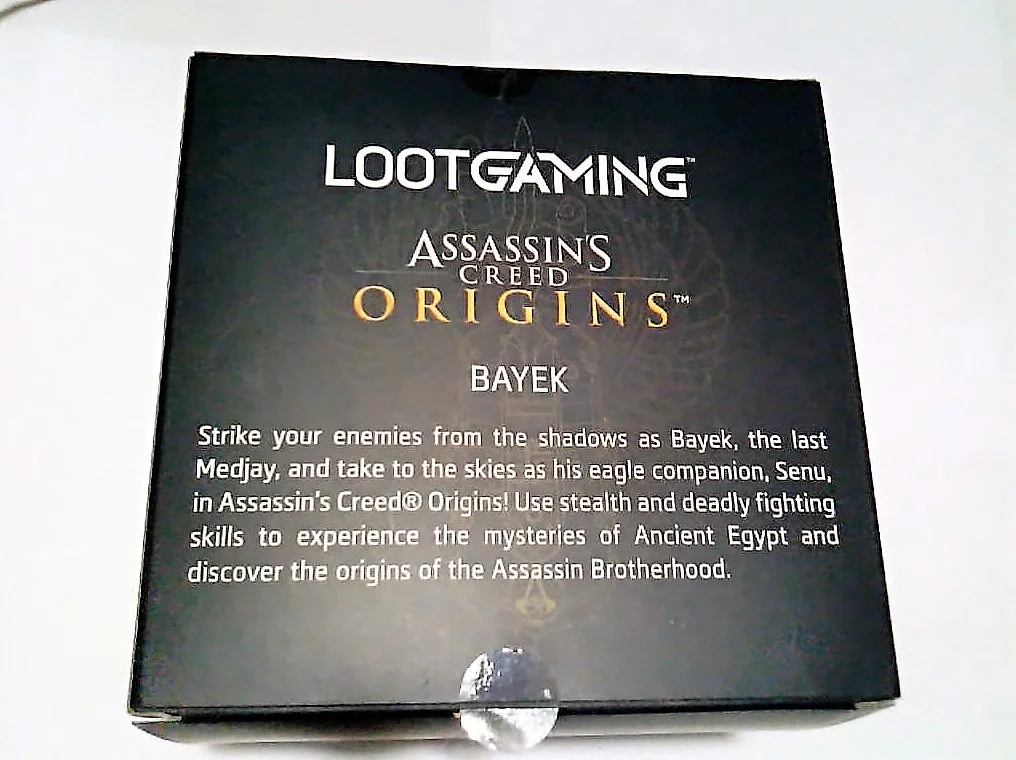 LOOTGAMING™
ASSASSIN'S
CREED
ORIGINS™
BAYEK
Strike your enemies from the shadows as Bayek, the last
Medjay, and take to the skies as his eagle companion, Senu,
in Assassin's Creed® Origins! Use stealth and deadly fighting
skills to experience the mysteries of Ancient Egypt and
discover the origins of the Assassin Brotherhood.